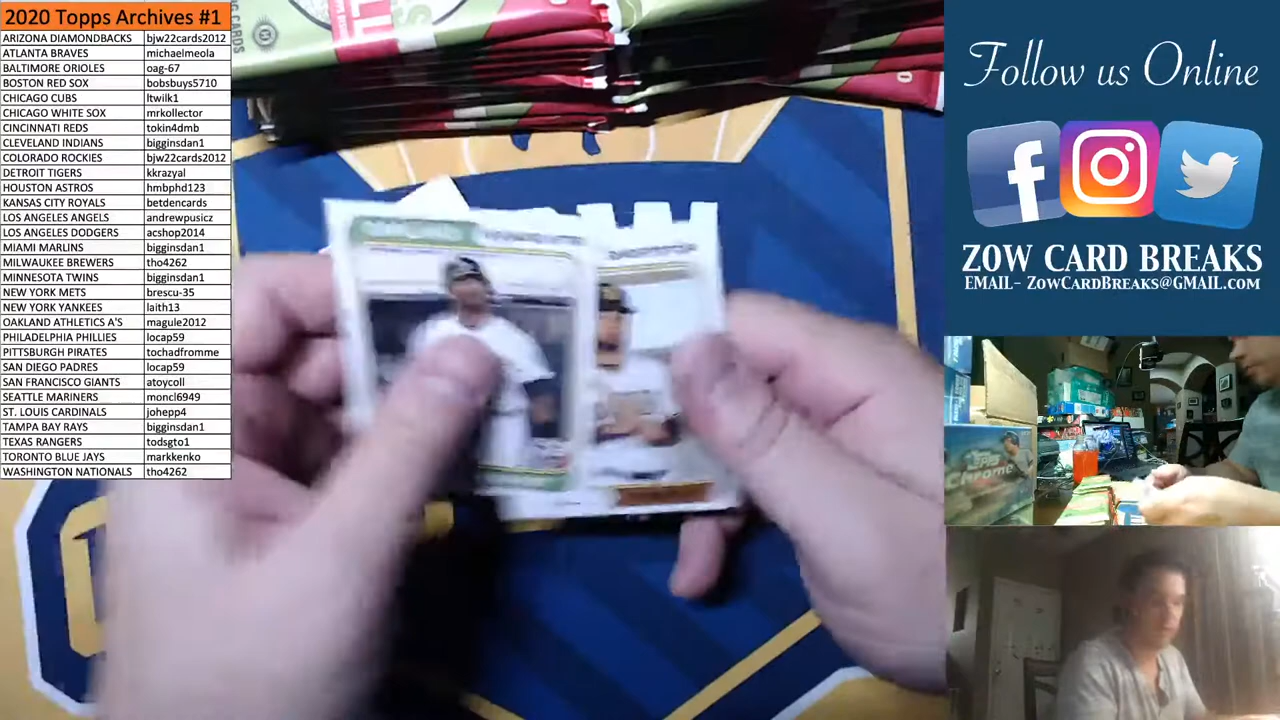 2020 Topps Archives #1
ARIZONA DIAMONDBACKS bjw22cards2012
ATLANTA BRAVES michaelmeola
BALTIMORE ORIOLES oag-67
BOSTON RED SOX bobsbuys5710
CHICAGO CUBS ltwilk1
CHICAGO WHITE SOX mrkollector
CINCINNATI REDS tokin4dmb
CLEVELAND INDIANS bigginsdan1
COLORADO ROCKIES bjw22cards2012
DETROIT TIGERS kkrazyal
HOUSTON ASTROS hmbphd123
KANSAS CITY ROYALS betdencards
LOS ANGELES ANGELS andrewpusicz
LOS ANGELES DODGERS acshop2014
MIAMI MARLINS bigginsdan1
MILWAUKEE BREWERS tho4262
MINNESOTA TWINS bigginsdan1
NEW YORK METS brescu-35
NEW YORK YANKEES laith13
OAKLAND ATHLETICS A'S magule2012
PHILADELPHIA PHILLIES locap59
PITTSBURGH PIRATES tochadfromme
SAN DIEGO PADRES locap59
SAN FRANCISCO GIANTS atoycoll
SEATTLE MARINERS moncl6949
ST. LOUIS CARDINALS johepp4
TAMPA BAY RAYS bigginsdan1
TEXAS RANGERS todsgto1
TORONTO BLUE JAYS markkenko
WASHINGTON NATIONALS tho4262
CARDS
Follow us Online
ZOW CARD BREAKS
EMAIL- ZowCardBreaks@GMAIL.com
Topps
Chrome